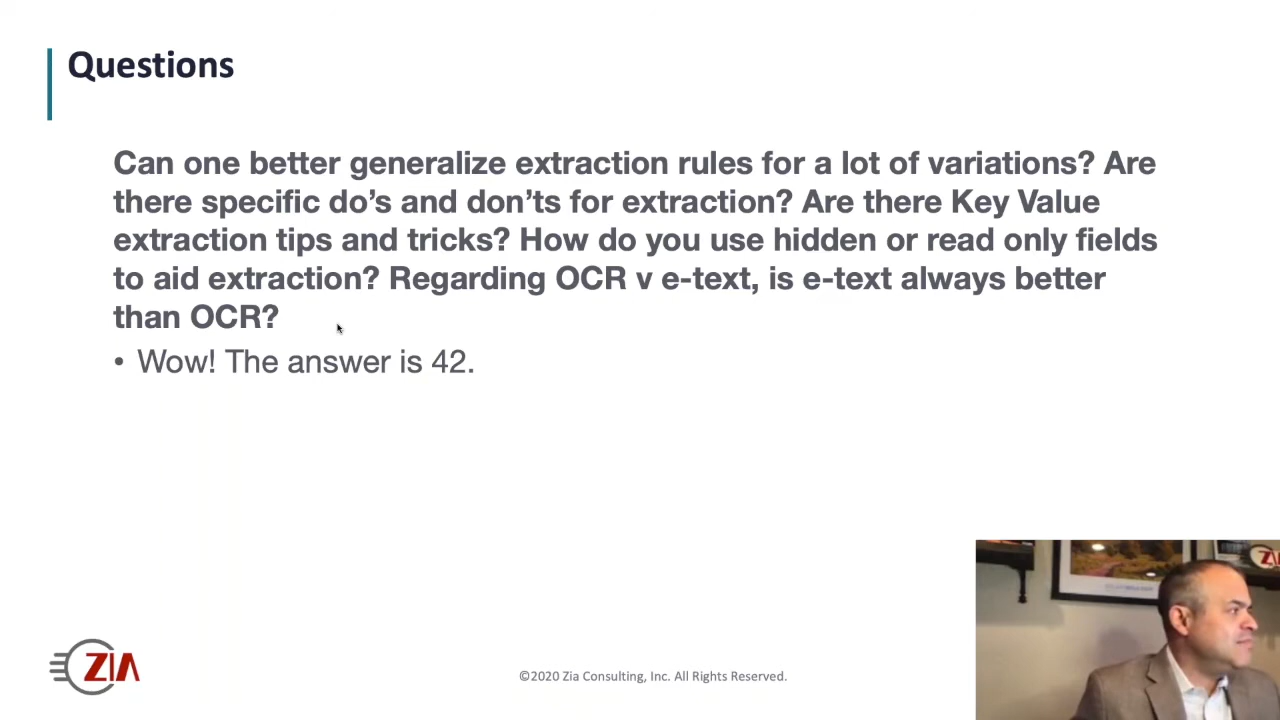 Questions
Can one better generalize extraction rules for a lot of variations? Are
there specific do’s and don’ts for extraction? Are there Key Value
extraction tips and tricks? How do you use hidden or read only fields
to aid extraction? Regarding OCR v e-text, is e-text always better
than OCR?
• Wow! The answer is 42.
ZIA
©2020 Zia Consulting, Inc. All Rights Reserved.